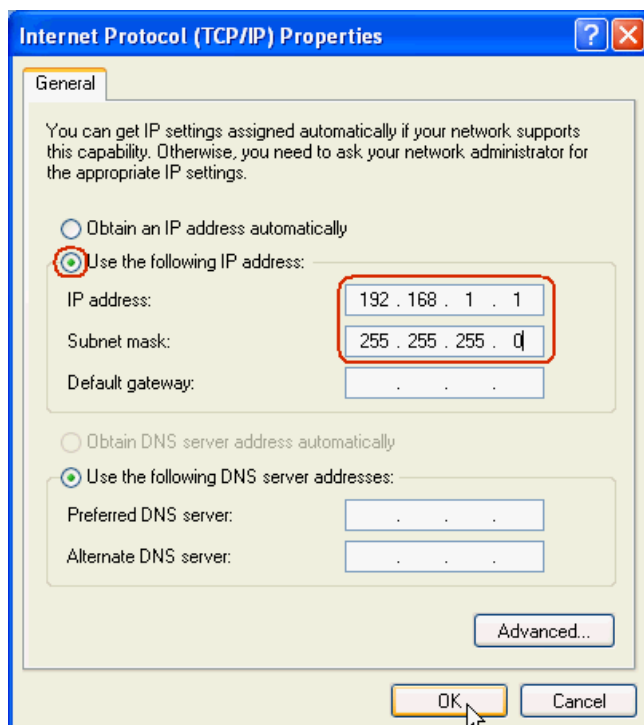 Internet Protocol (TCP/IP) Properties
General
You can get IP settings assigned automatically if your network supports
this capability. Otherwise, you need to ask your network administrator for
the appropriate IP settings.
Obtain an IP address automatically
Use the following IP address:
IP address: 192 . 168 . 1 . 1
Subnet mask: 255 . 255 . 255 . 0
Default gateway: . . .
Obtain DNS server address automatically
Use the following DNS server addresses:
Preferred DNS server: . . .
Alternate DNS server: . . .
Advanced...
OK Cancel